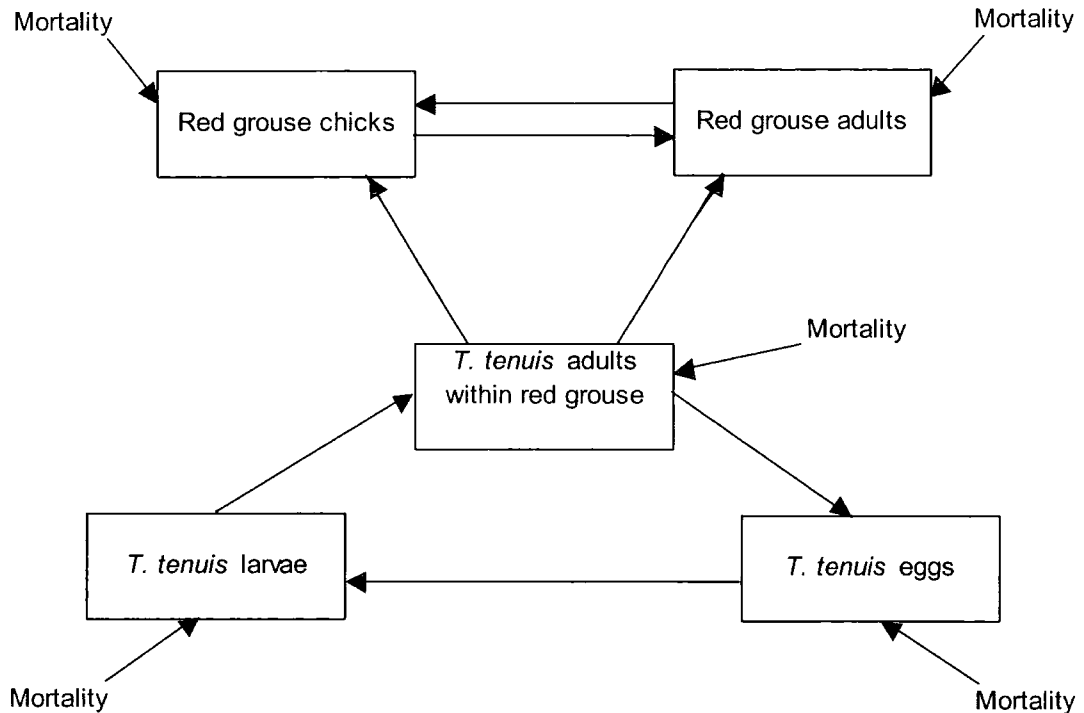 Mortality
Mortality
Red grouse chicks
Red grouse adults
Mortality
T. tenuis adults
within red grouse
T. tenuis larvae
T. tenuis eggs
Mortality
Mortality